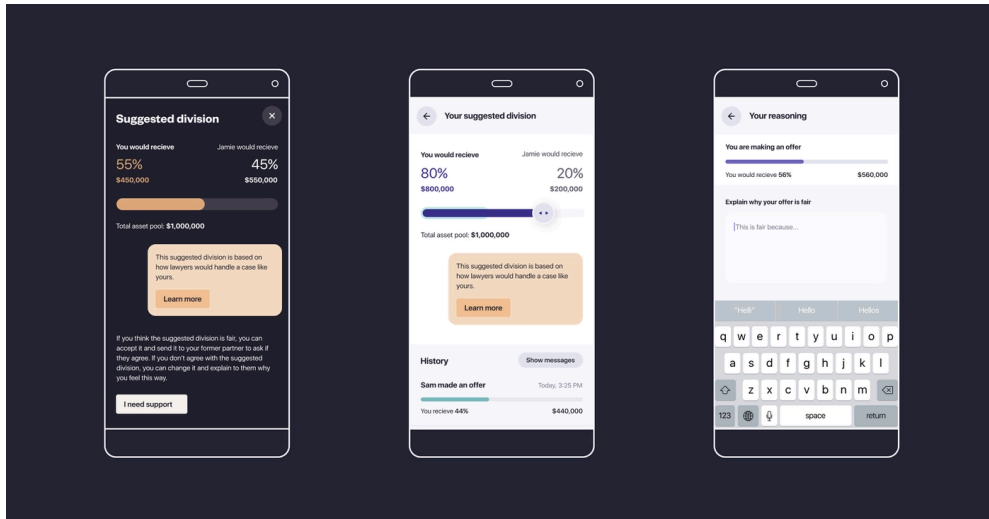 Suggested division
You would recieve
Jamie would recieve
55%
45%
$450,000
$550,000
Total asset pool: $1,000,000
This suggested division is based on
how lawyers would handle a case like
yours.
Learn more
If you think the suggested division is fair, you can
accept it and send it to your former partner to ask if
they agree. If you don't agree with the suggested
division, you can change it and explain to them why
you feel this way.
I need support
Your suggested division
You would recieve
Jamie would recieve
80%
20%
$800,000
$200,000
Total asset pool: $1,000,000
This suggested division is based on
how lawyers would handle a case like
yours.
Learn more
History
Show messages
Sam made an offer
Today, 3:25 PM
You recieve 44%
$440,000
Your reasoning
You are making an offer
You would recieve 56%
$560,000
Explain why your offer is fair
This is fair because...
"Helli"
Hello
Hellos
q w e r t y u i o p
a s d f g h j k l
z x c v b n m
123
space
return